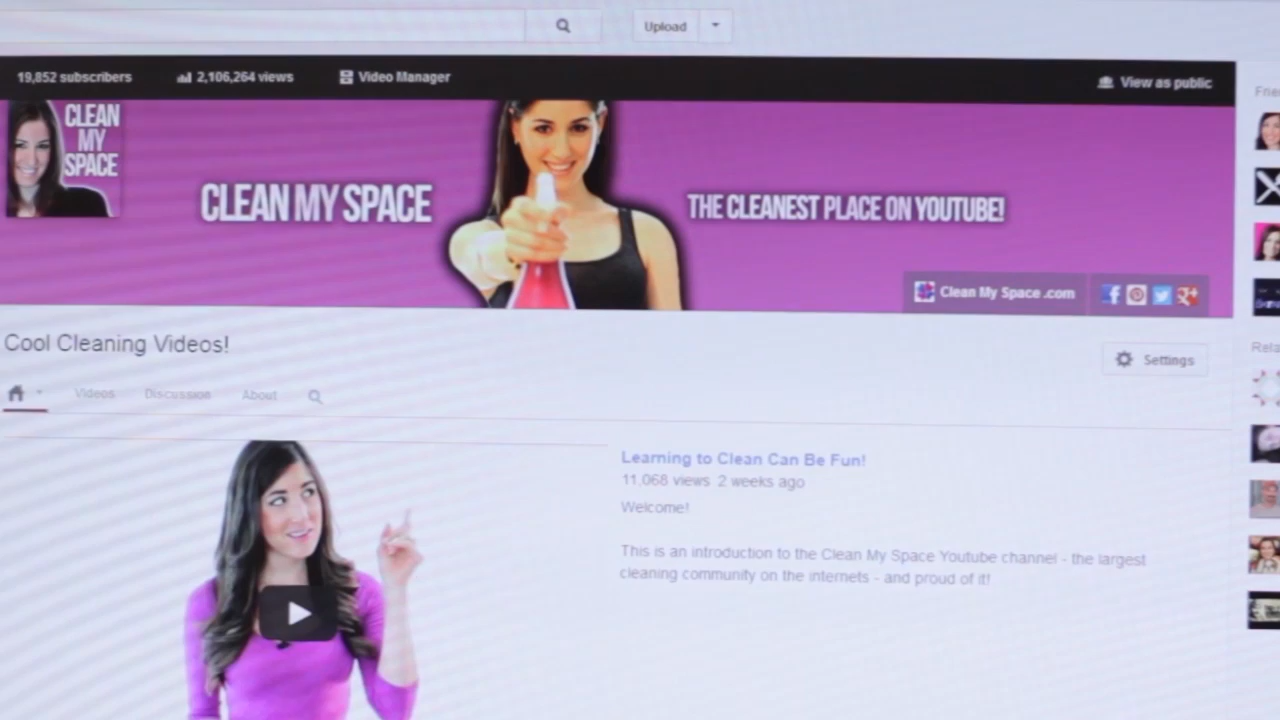 Upload
19,852 subscribers
2,106,264 views
Video Manager
View as public
CLEAN
MY
SPACE
CLEAN MY SPACE
THE CLEANEST PLACE ON YOUTUBE!
Clean My Space .com
Cool Cleaning Videos!
Settings
Videos
Discussion
About
Learning to Clean Can Be Fun!
11,068 views 2 weeks ago
Welcome!
This is an introduction to the Clean My Space Youtube channel - the largest
cleaning community on the internets - and proud of it!